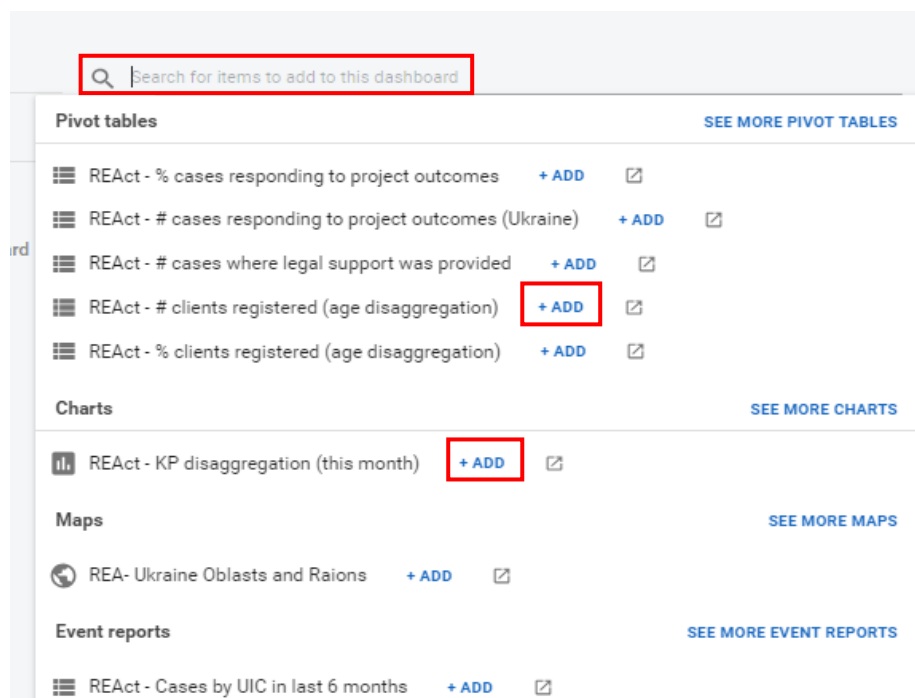 Search for items to add to this dashboard
Pivot tables SEE MORE PIVOT TABLES
REAct - % cases responding to project outcomes + ADD
REAct - # cases responding to project outcomes (Ukraine) + ADD
rd
REAct - # cases where legal support was provided + ADD
REAct - # clients registered (age disaggregation) + ADD
REAct - % clients registered (age disaggregation) + ADD
Charts SEE MORE CHARTS
REAct - KP disaggregation (this month) + ADD
Maps SEE MORE MAPS
REA- Ukraine Oblasts and Raions + ADD
Event reports SEE MORE EVENT REPORTS
REAct - Cases by UIC in last 6 months + ADD